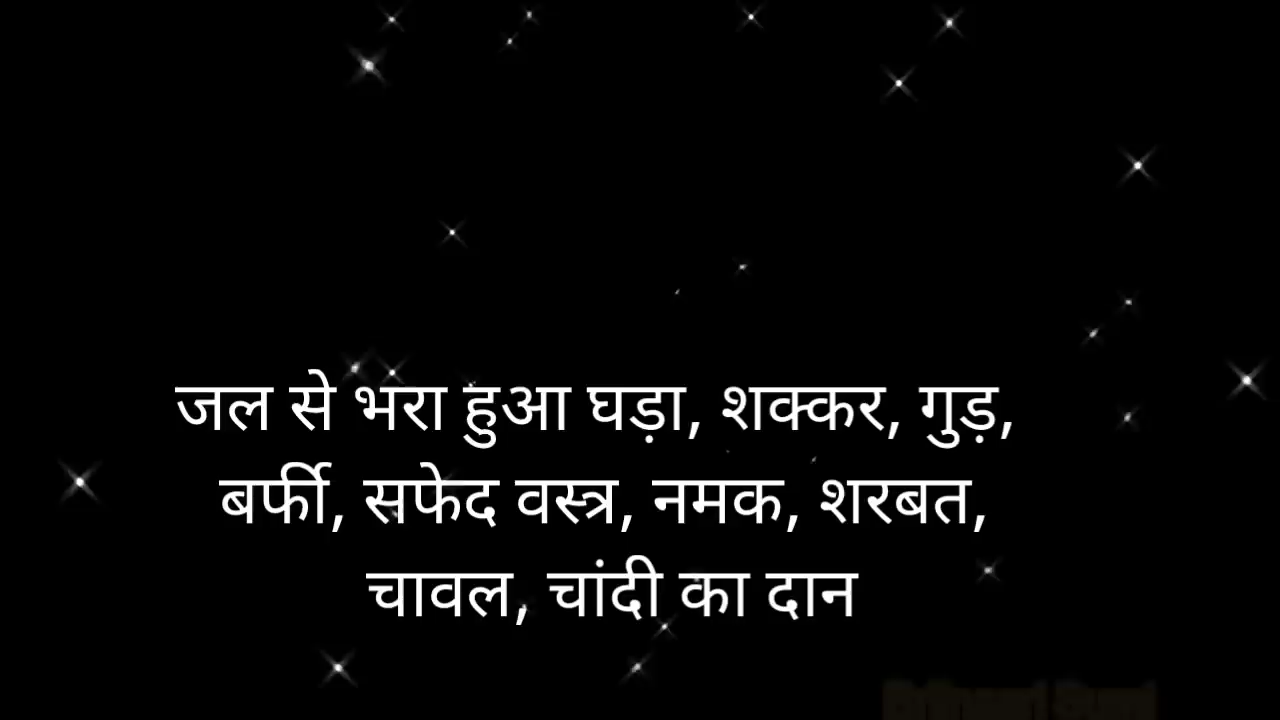 जल से भरा हुआ घड़ा, शक्कर, गुड़,
बर्फी, सफेद वस्त्र, नमक, शरबत,
चावल, चांदी का दान